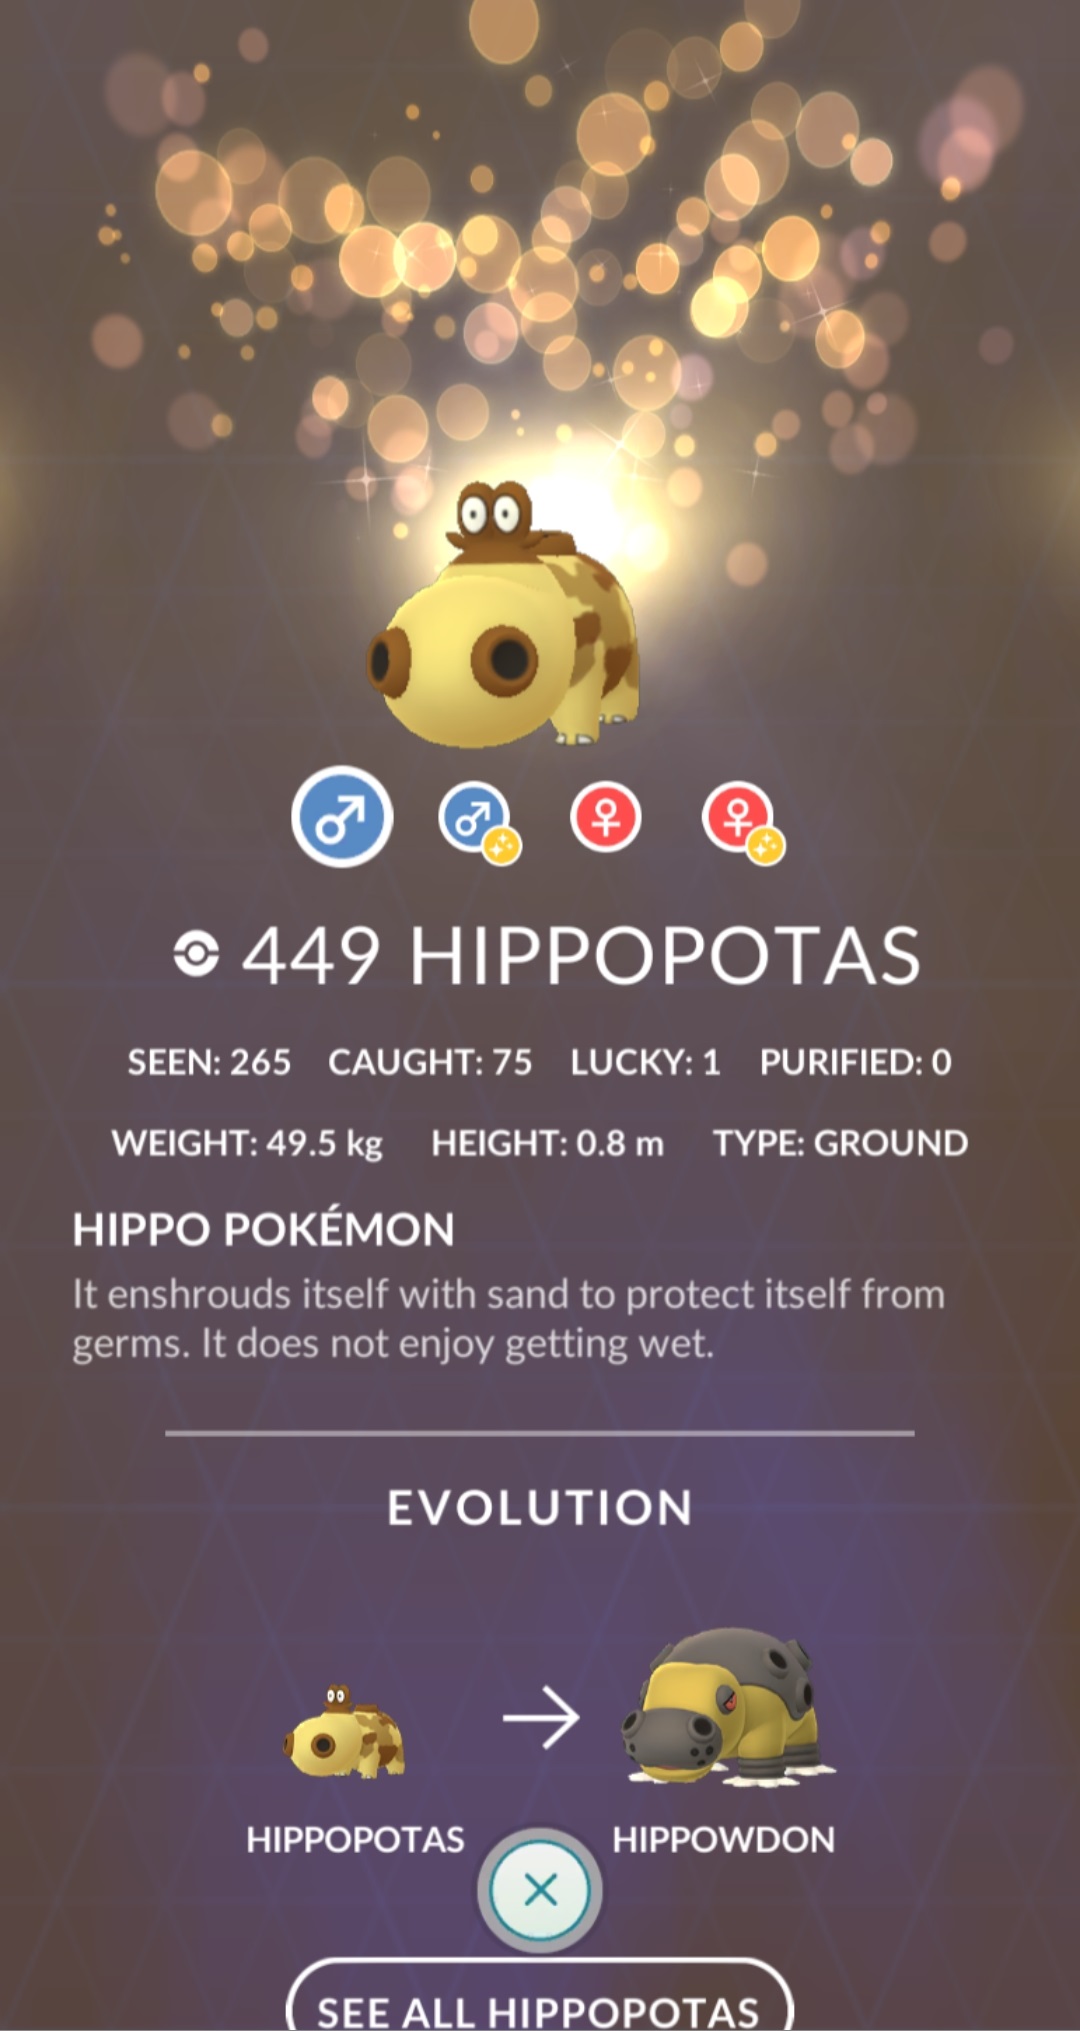 449 HIPPOPOTAS
SEEN: 265 CAUGHT: 75 LUCKY: 1 PURIFIED: 0
WEIGHT: 49.5 kg HEIGHT: 0.8 m TYPE: GROUND
HIPPO POKÉMON
It enshrouds itself with sand to protect itself from
germs. It does not enjoy getting wet.
EVOLUTION
HIPPOPOTAS HIPPOWDON
SEE ALL HIPPOPOTAS